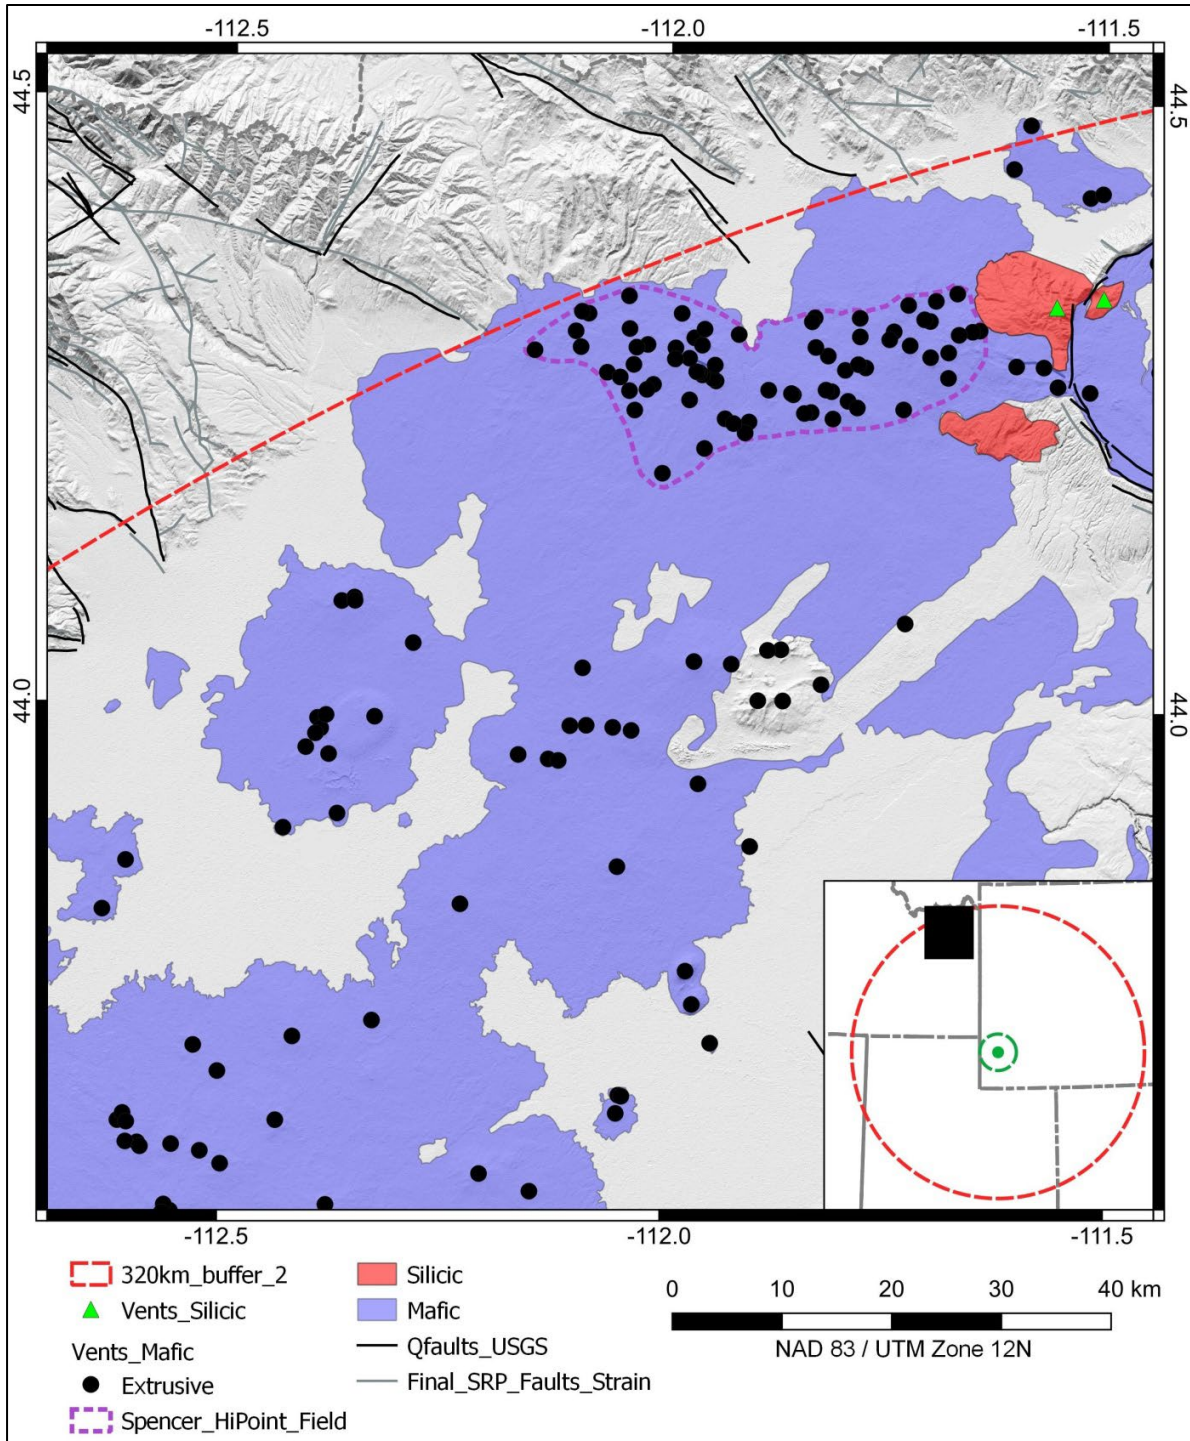 -112.5 -112.0 -111.5
44.5 44.5
44.0 44.0
-112.5 -112.0 -111.5
320km_buffer_2
Vents_Silicic
Vents_Mafic
Extrusive
Spencer_HiPoint_Field
Silicic
Mafic
Qfaults_USGS
Final_SRP_Faults_Strain
0 10 20 30 40 km
NAD 83 / UTM Zone 12N